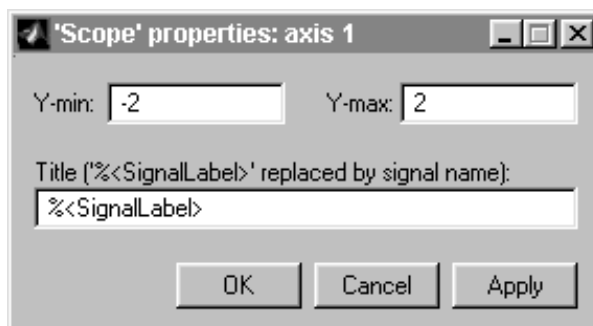 'Scope' properties: axis 1
Y-min: -2 Y-max: 2
Title ('%<SignalLabel>' replaced by signal name):
%<SignalLabel>
OK Cancel Apply